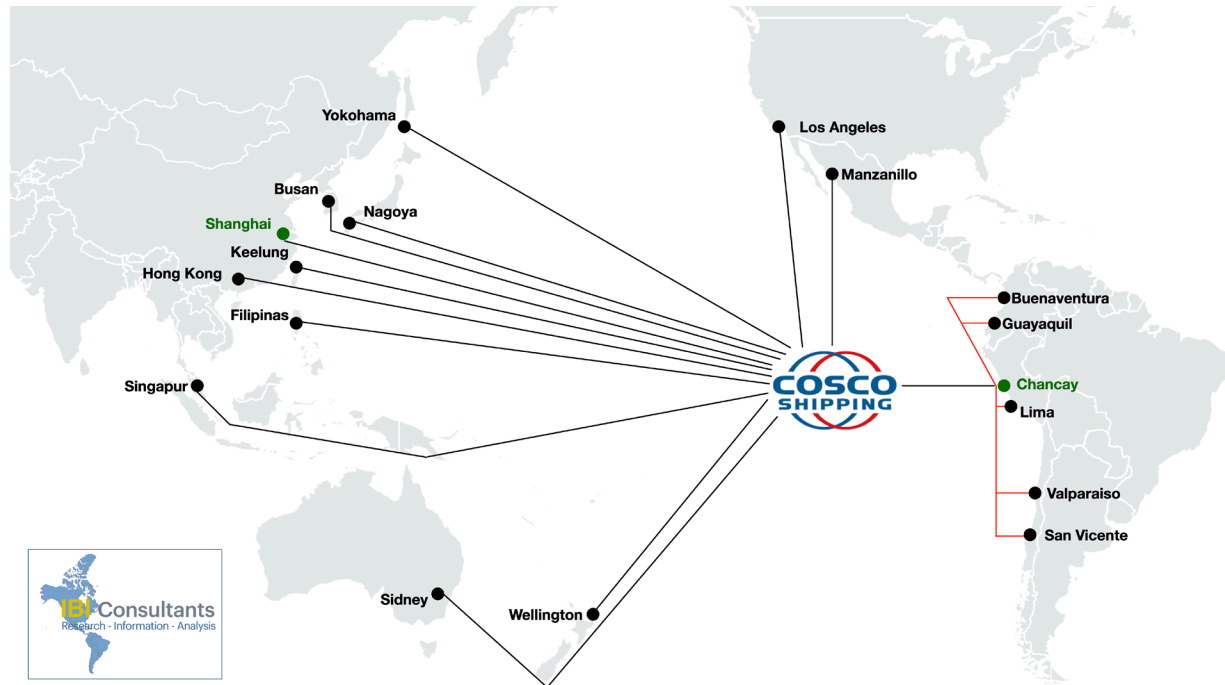 Yokohama
Los Angeles
Manzanillo
Busan
Nagoya
Shanghai
Keelung
Hong Kong
Filipinas
Buenaventura
Guayaquil
Singapur
COSCO
SHIPPING
Chancay
Lima
Valparaiso
San Vicente
Sidney
Wellington
IBI Consultants
Research - Information - Analysis